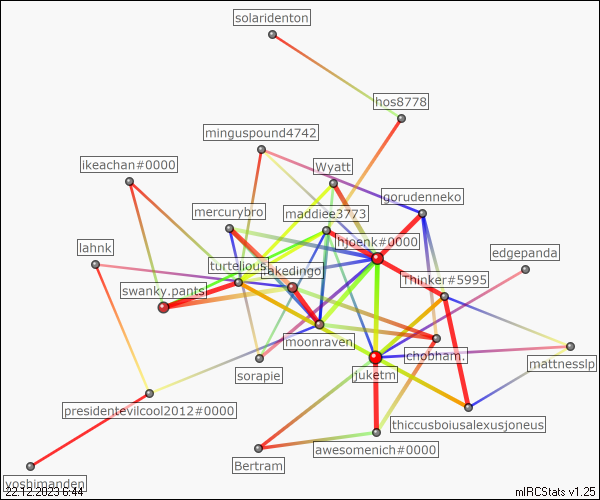 solaridenton
hos8778
minguspound4742
ikeachan#0000
Wyatt
gorudenneko
mercurybro
maddiee3773
hjoenk#0000
lahnk
edgepanda
turtelious
akedingo
Thinker#5995
swanky.pants
moonraven
chobham.
sorapie
mattnesslp
juketm
presidentevilcool2012#0000
thiccusboiusalexusjoneus
awesomenich#0000
Bertram
yoshimanden
22.12.2023 6:44
mIRCStats v1.25